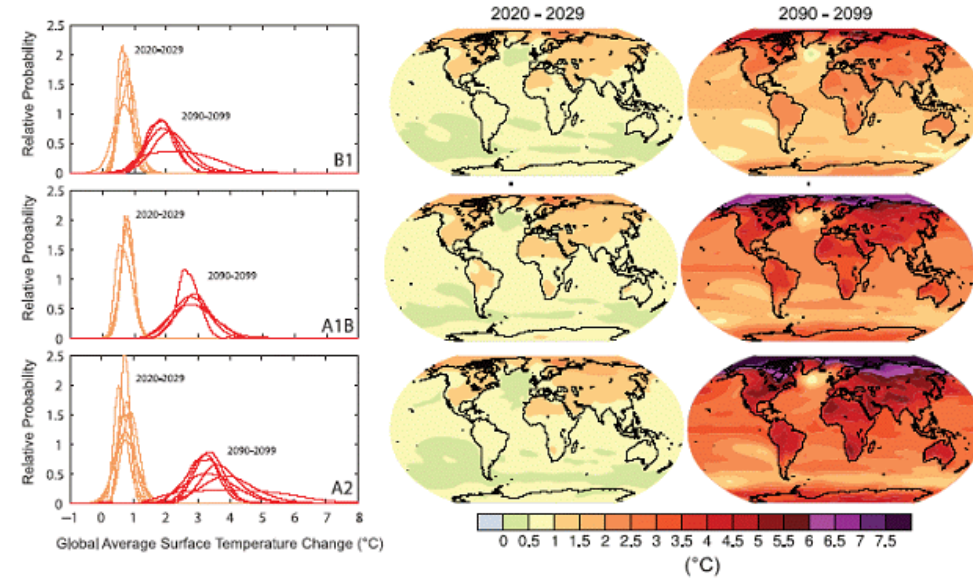 2020 – 2029
2090 – 2099
Relative Probability
2.5
2
1.5
1
0.5
0
2020-2029
2090-2099
B1
Relative Probability
2.5
2
1.5
1
0.5
0
2020-2029
2090-2099
A1B
Relative Probability
2.5
2
1.5
1
0.5
0
2020-2029
2090-2099
A2
−1 0 1 2 3 4 5 6 7 8
Global Average Surface Temperature Change (°C)
0 0.5 1 1.5 2 2.5 3 3.5 4 4.5 5 5.5 6 6.5 7 7.5
(°C)